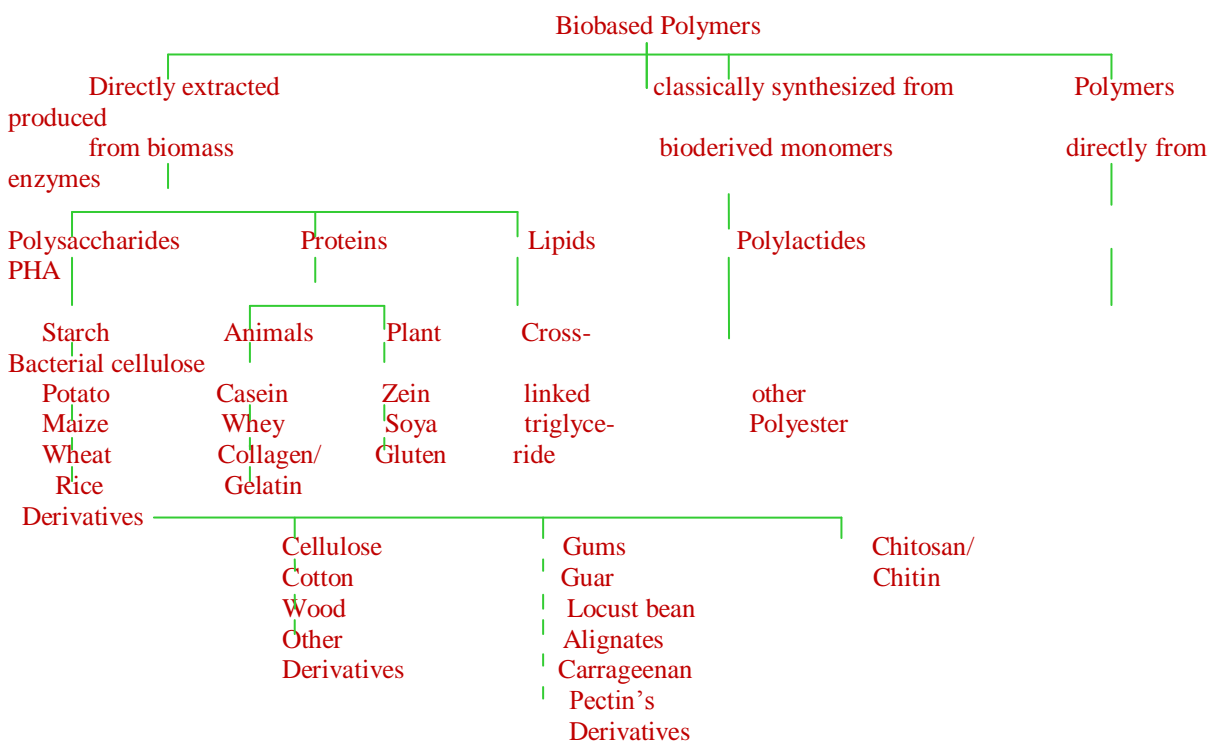 Biobased Polymers
Directly extracted classically synthesized from Polymers
produced
from biomass bioderived monomers directly from
enzymes
Polysaccharides Proteins Lipids Polylactides
PHA
Starch Animals Plant Cross-
Bacterial cellulose
Potato Casein Zein linked other
Maize Whey Soya triglyce- Polyester
Wheat Collagen/ Gluten ride
Rice Gelatin
Derivatives
Cellulose Gums Chitosan/
Cotton Guar Chitin
Wood Locust bean
Other Alignates
Derivatives Carrageenan
Pectin’s
Derivatives